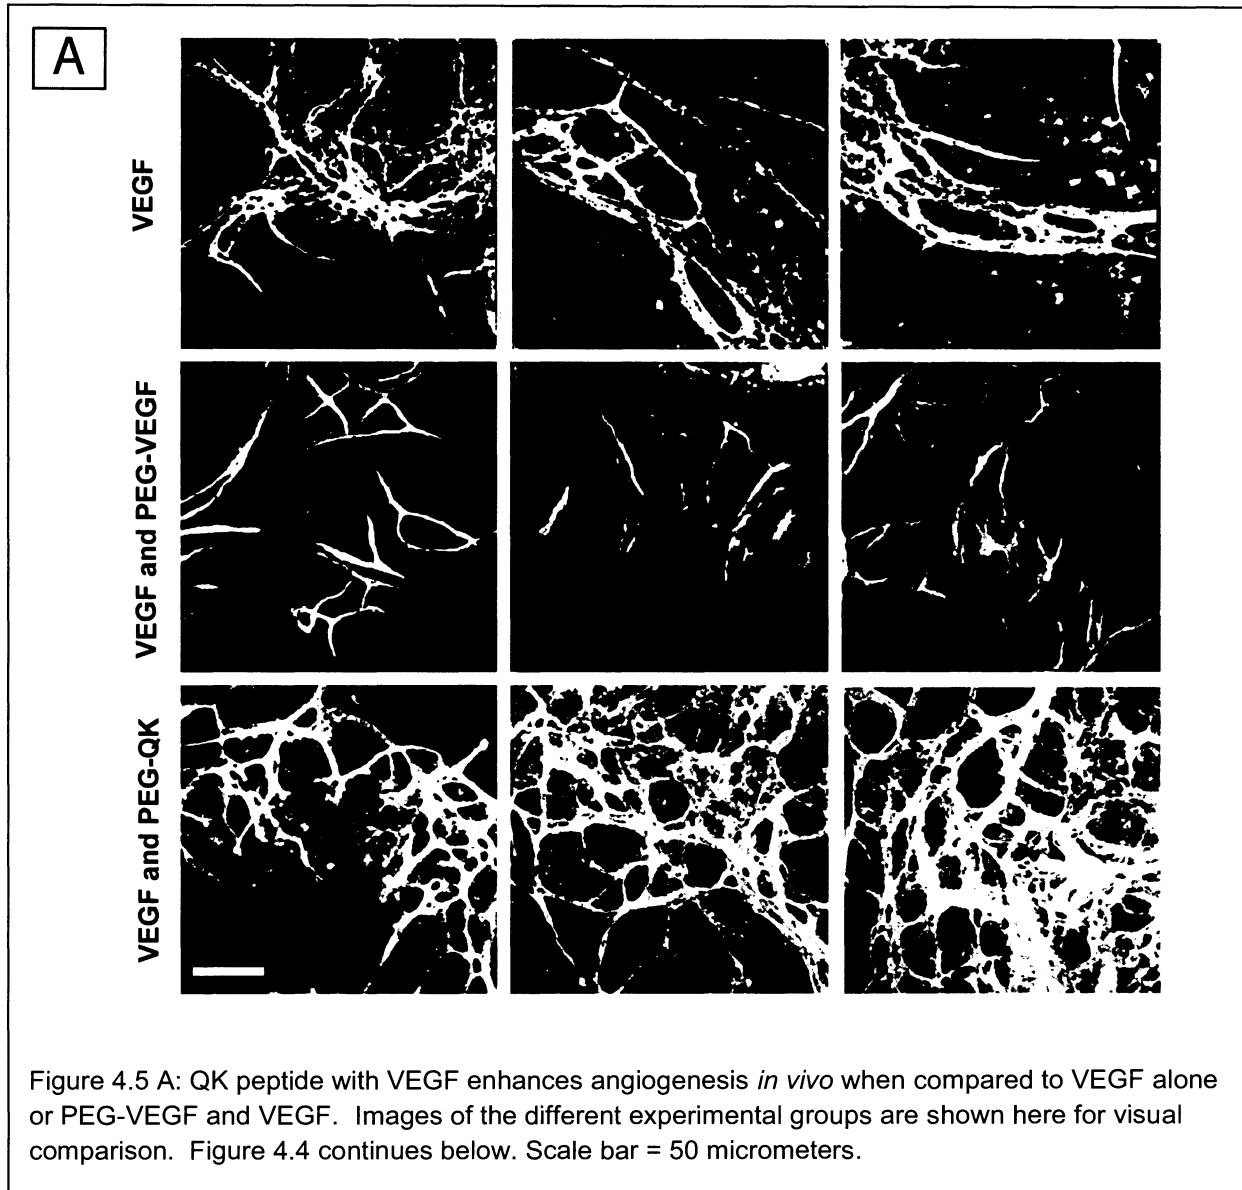 A
VEGF
VEGF and PEG-VEGF
VEGF and PEG-QK
Figure 4.5 A: QK peptide with VEGF enhances angiogenesis in vivo when compared to VEGF alone
or PEG-VEGF and VEGF. Images of the different experimental groups are shown here for visual
comparison. Figure 4.4 continues below. Scale bar = 50 micrometers.